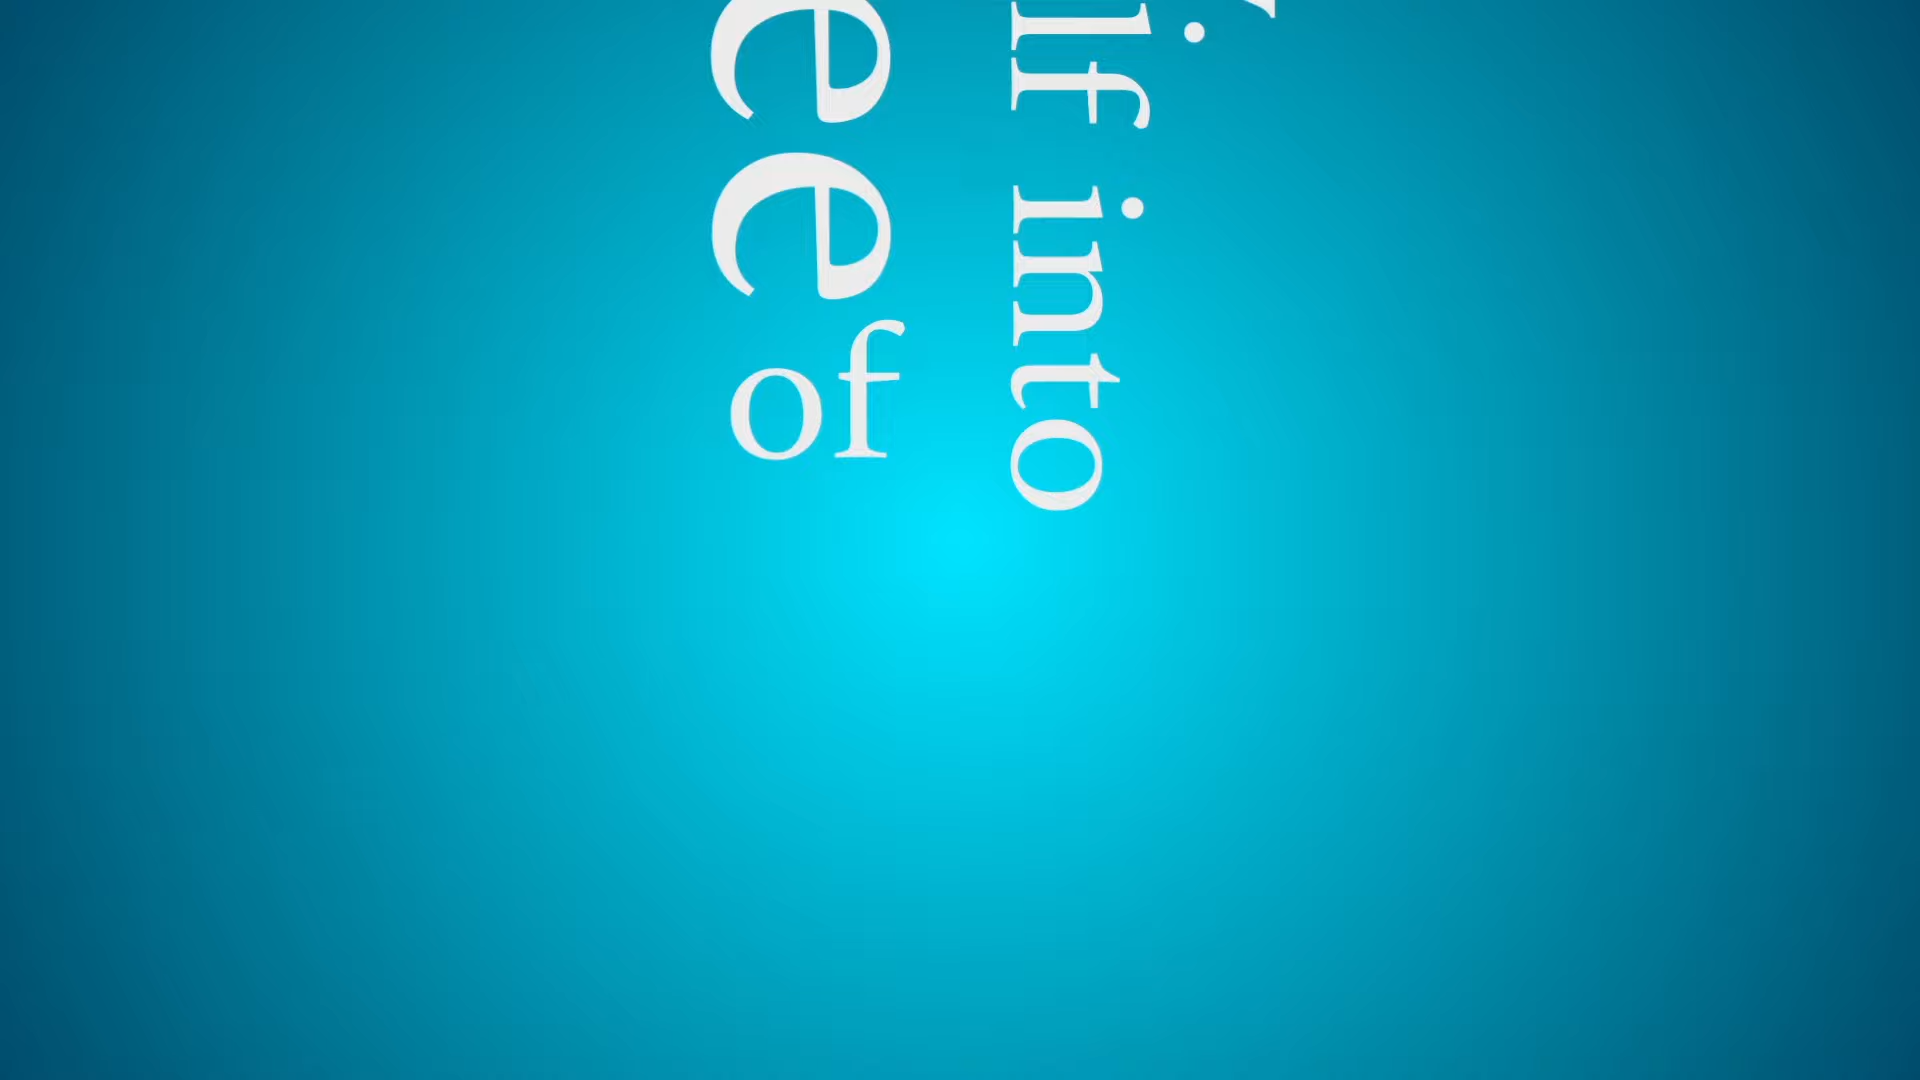 lf into
ee
of